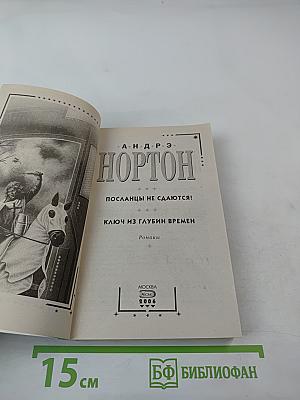 АНДРЭ
НОРТОН
ПОСЛАНЦЫ НЕ СДАЮТСЯ!
КЛЮЧ ИЗ ГЛУБИН ВРЕМЕН
Романы
МОСКВА
2006
15 см
БФ БИБЛИОФАН